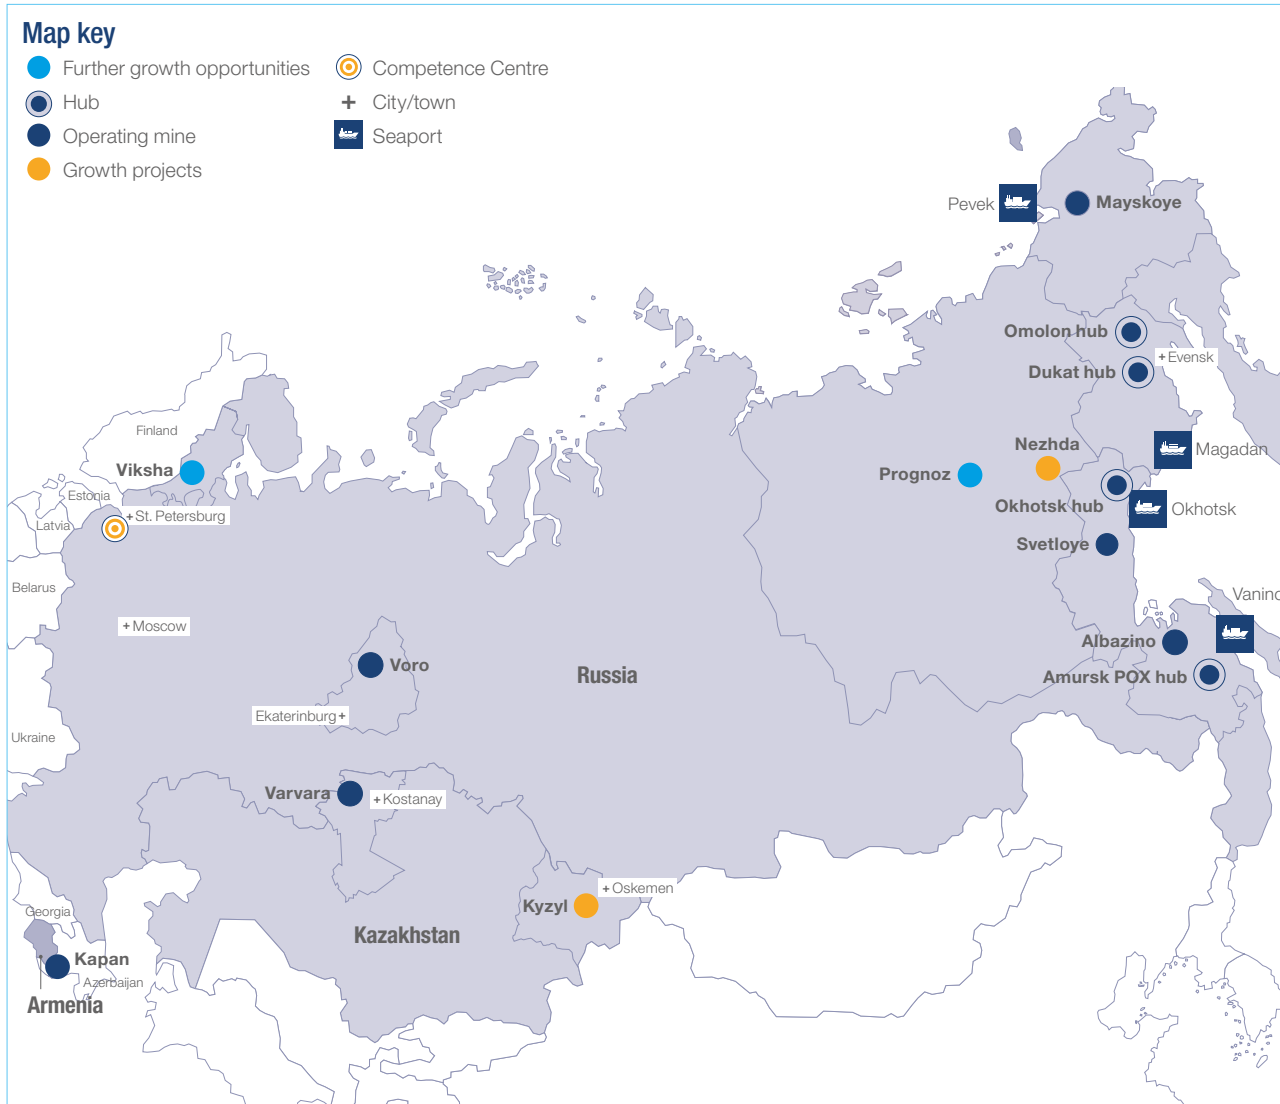 Map key
Further growth opportunities
Competence Centre
Hub
+ City/town
Operating mine
Seaport
Growth projects
Pevek
Mayskoye
Omolon hub
+Evensk
Dukat hub
Finland
Nezhda
Magadan
Viksha
Prognoz
Estonia
Okhotsk hub
Okhotsk
+St. Petersburg
Latvia
Svetloye
Belarus
Vanino
+Moscow
Albazino
Voro
Russia
Amursk POX hub
Ekaterinburg+
Ukraine
Varvara
+Kostanay
+Oskemen
Kyzyl
Georgia
Kazakhstan
Kapan
Azerbaijan
Armenia